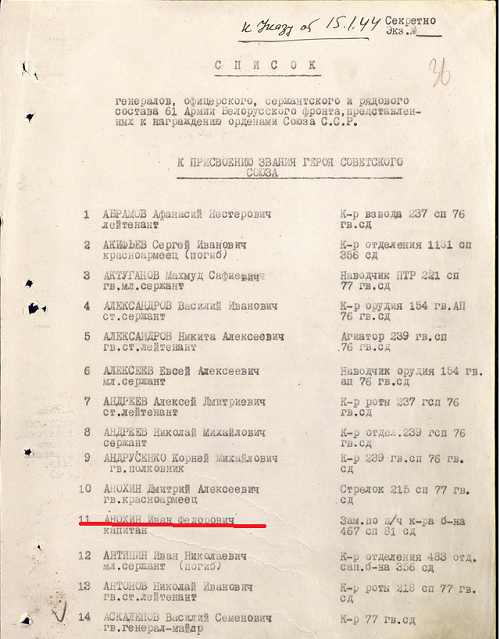 к Указу об 15.1.44
Секретно
Экз.№
36
СПИСОК
генералов, офицерского, сержантского и рядового
состава 61 Армии Белорусского фронта, представлен-
ных к награждению орденами Союза С.С.Р.
К ПРИСВОЕНИЮ ЗВАНИЯ ГЕРОЯ СОВЕТСКОГО
СОЮЗА
1 АБРАМОВ Афанасий Нестерович К-р взвода 237 сп 76
лейтенант гв.сд
2 АКИФЬЕВ Сергей Иванович К-р отделения 1181 сп
красноармеец (погиб) 356 сд
3 АКТУГАНОВ Махмуд Сафиевич Наводчик ПТР 221 сп
гв.мл.сержант 77 гв.сд
4 АЛЕКСАНДРОВ Василий Иванович К-р орудия 154 гв.АП
ст.сержант 76 гв.сд
5 АЛЕКСАНДРОВ Никита Алексеевич Агиатор 239 гв.сп
гв.ст.лейтенант 76 гв.сд
6 АЛЕКСЕЕВ Евсей Алексеевич Наводчик орудия 154 гв.
мл.сержант ап 76 гв.сд
7 АНДРЕЕВ Алексей Дмитриевич К-р роты 237 гсп 76
ст.лейтенант гв.сд
8 АНДРЕЕВ Николай Михайлович К-р отдел.239 гсп 76
сержант гв.сд
9 АНДРУСЕНКО Корней Михайлович К-р 239 гв.сп 76 гв.
гв.полковник сд
10 АНОХИН Дмитрий Алексеевич Стрелок 215 сп 77 гв.
гв.красноармеец сд
11 АНОХИН Иван Федорович Зам.по п/ч к-ра б-на
капитан 467 сп 81 сд
12 АНТИПИН Иван Николаевич К-р отделения 483 отд.
мл.сержант (погиб) сап.б-на 356 сд
13 АНТОНОВ Николай Иванович К-р роты 218 сп 77 гв.
гв.ст.лейтенант сд
14 АСКАЛЕПОВ Василий Семенович К-р 77 гв.сд
гв.генерал-майор